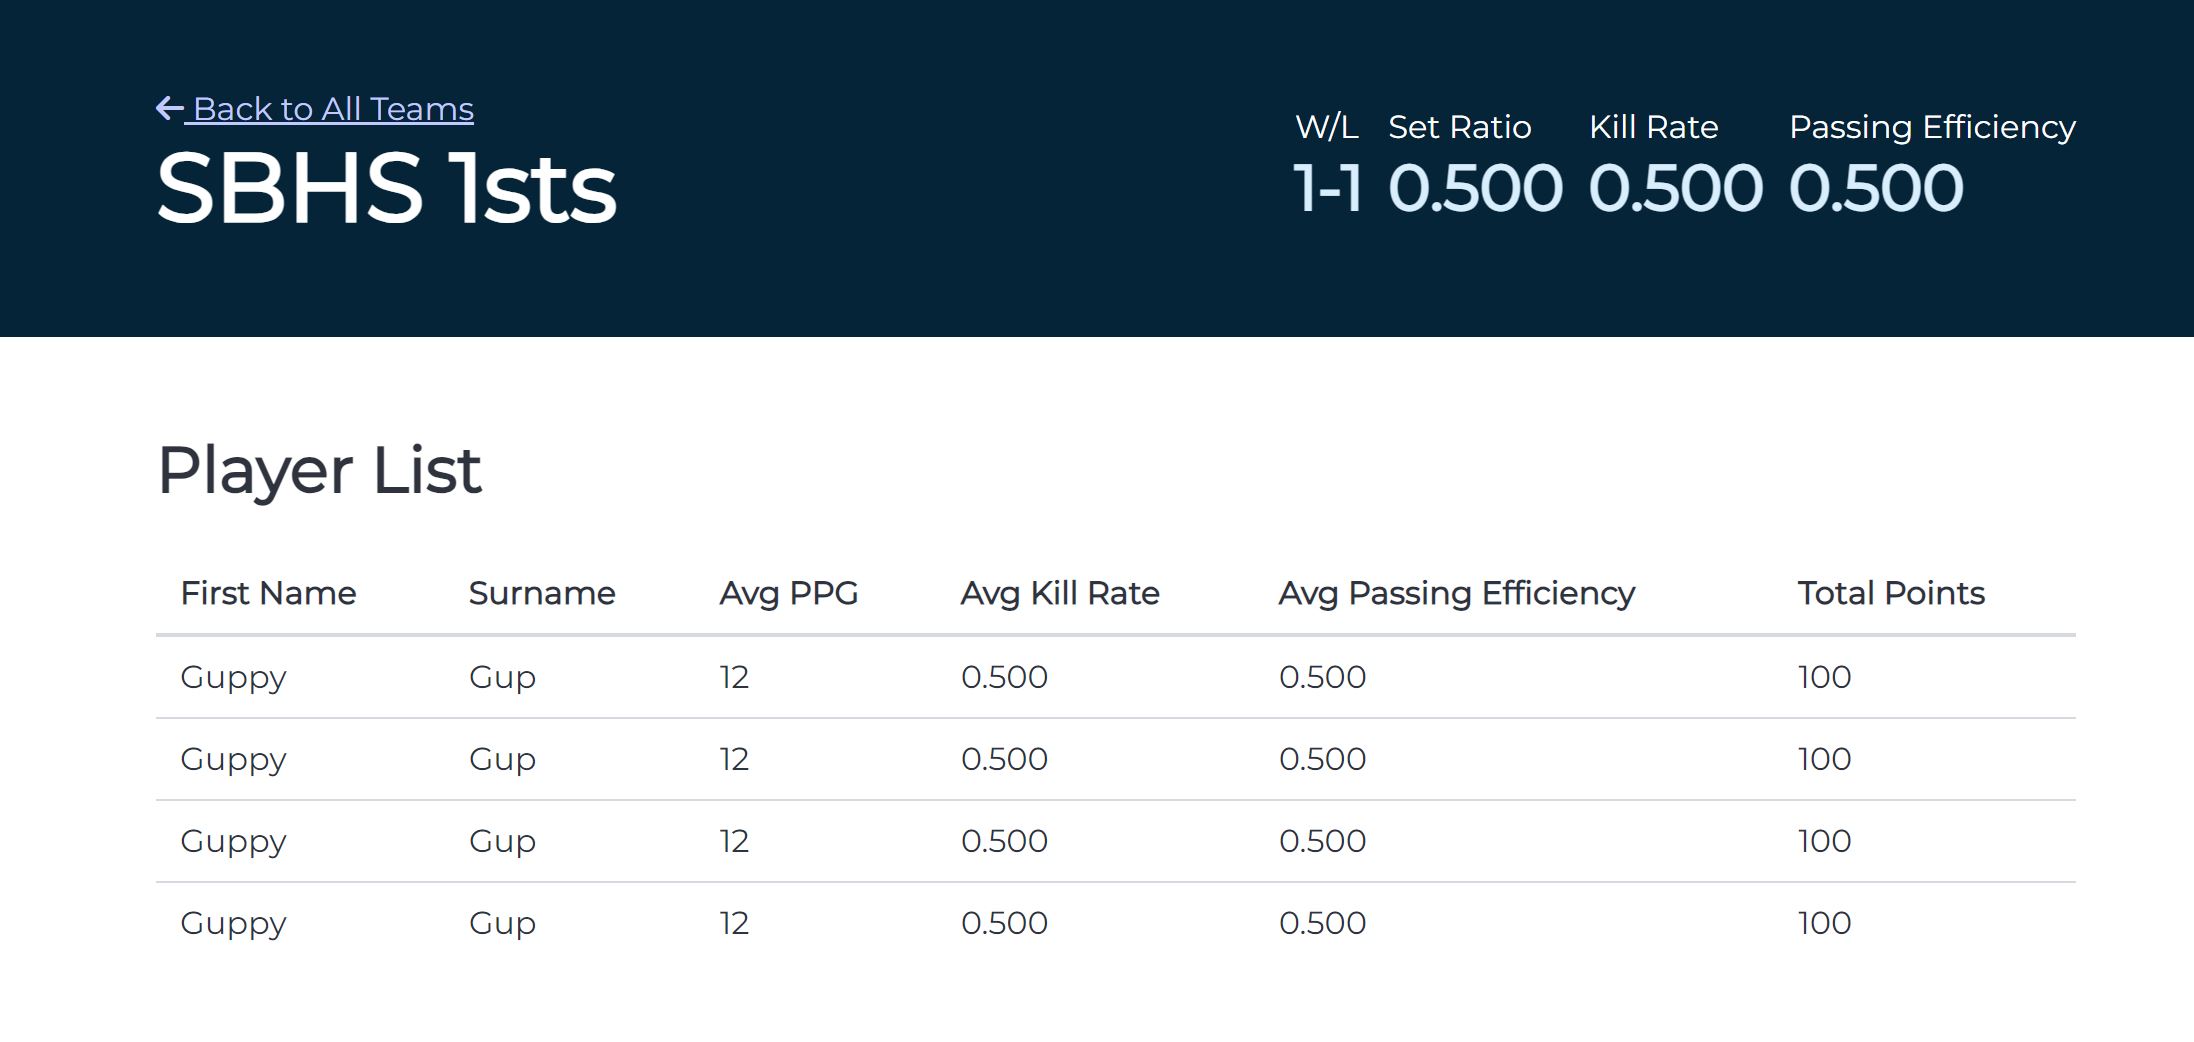 Back to All Teams
SBHS 1sts
W/L Set Ratio Kill Rate Passing Efficiency
1-1 0.500 0.500 0.500
Player List
First Name Surname Avg PPG Avg Kill Rate Avg Passing Efficiency Total Points
Guppy Gup 12 0.500 0.500 100
Guppy Gup 12 0.500 0.500 100
Guppy Gup 12 0.500 0.500 100
Guppy Gup 12 0.500 0.500 100